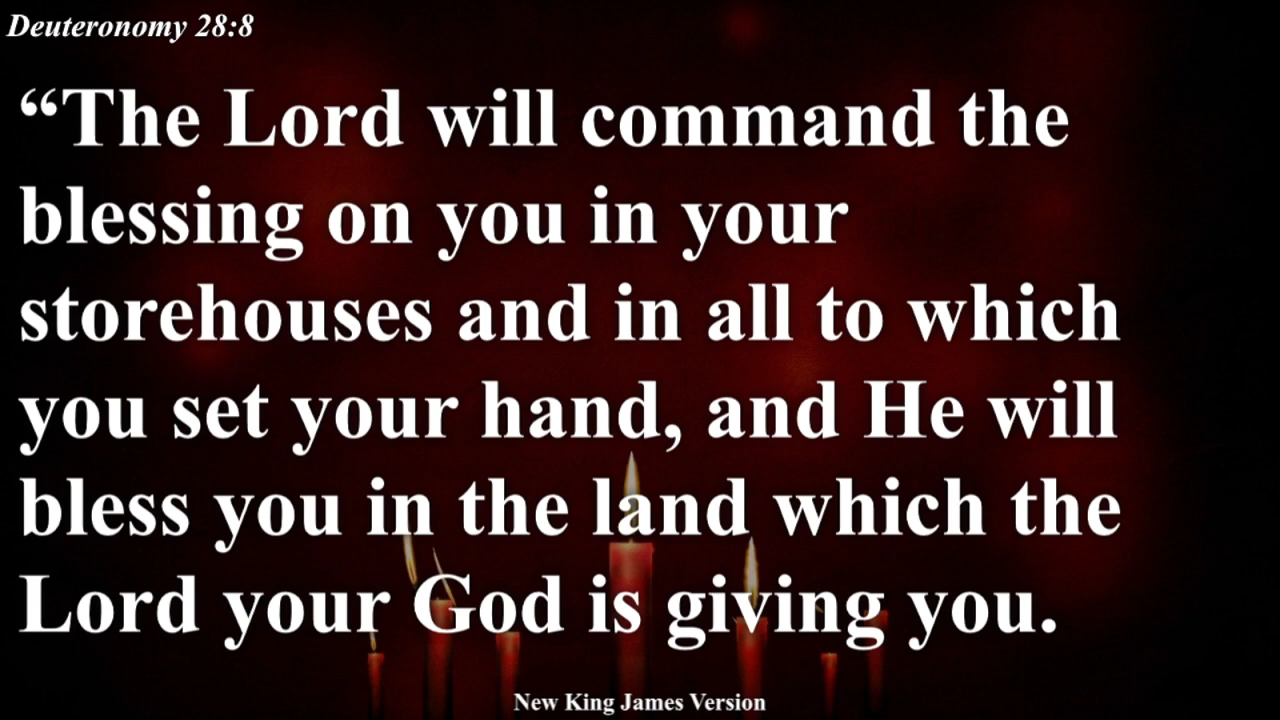 Deuteronomy 28:8
“The Lord will command the
blessing on you in your
storehouses and in all to which
you set your hand, and He will
bless you in the land which the
Lord your God is giving you.
New King James Version